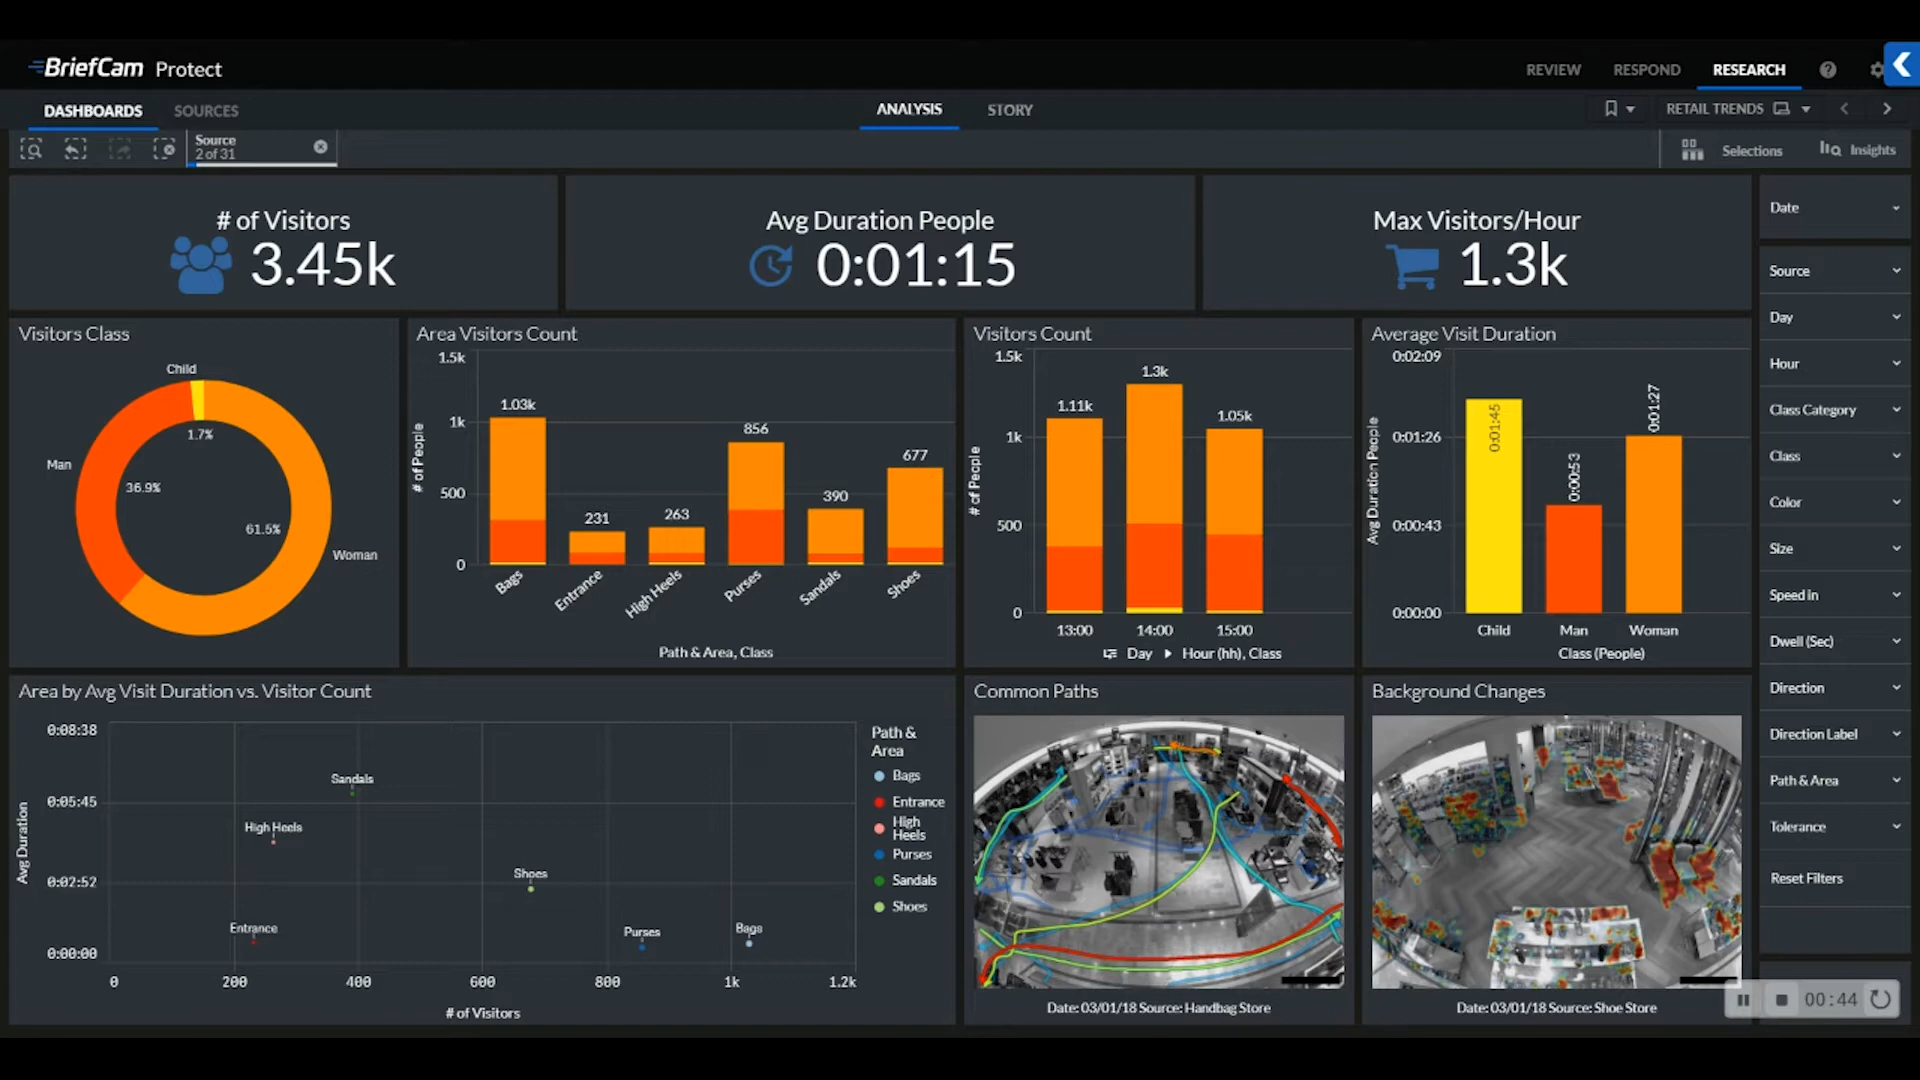 BriefCam Protect
REVIEW RESPOND RESEARCH ?
DASHBOARDS SOURCES ANALYSIS STORY RETAIL TRENDS
Source
2 of 31
Selections Insights
# of Visitors
3.45k
Avg Duration People
0:01:15
Max Visitors/Hour
1.3k
Visitors Class
Child
1.7%
Man
36.9%
61.5%
Woman
Area Visitors Count
# of People
1.5k
1k
500
0
1.03k
231
263
856
390
677
Bags
Entrance
High Heels
Purses
Sandals
Shoes
Path & Area, Class
Visitors Count
# of People
1.5k
1k
500
0
1.11k
1.3k
1.05k
13:00 14:00 15:00
Day Hour (hh), Class
Average Visit Duration
Avg Duration People
0:02:09
0:01:26
0:00:43
0:00:00
0:01:45
0:00:53
0:01:27
Child Man Woman
Class (People)
Area by Avg Visit Duration vs. Visitor Count
Avg Duration
0:08:38
0:05:45
0:02:52
0:00:00
Sandals
High Heels
Shoes
Entrance
Purses
Bags
0 200 400 600 800 1k 1.2k
# of Visitors
Path &
Area
Bags
Entrance
High
Heels
Purses
Sandals
Shoes
Common Paths
Date: 03/01/18 Source: Handbag Store
Background Changes
Date: 03/01/18 Source: Shoe Store
Date
Source
Day
Hour
Class Category
Class
Color
Size
Speed in
Dwell (Sec)
Direction
Direction Label
Path & Area
Tolerance
Reset Filters
00:44